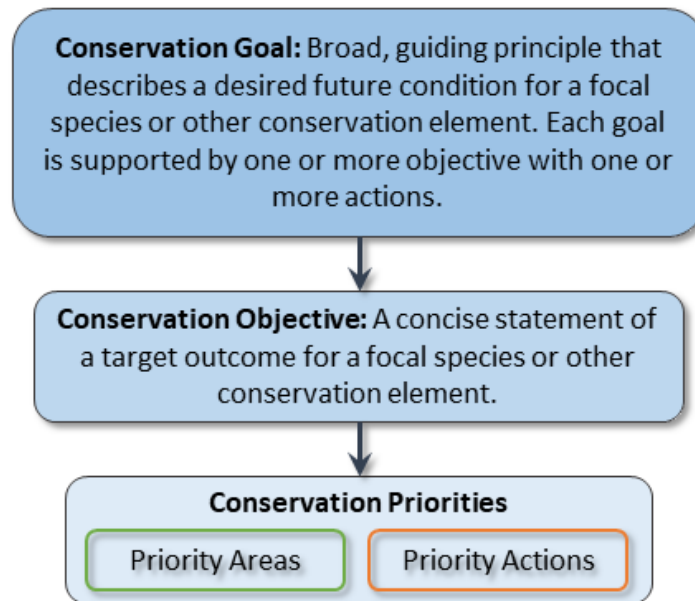 Conservation Goal: Broad, guiding principle that
describes a desired future condition for a focal
species or other conservation element. Each goal
is supported by one or more objective with one or
more actions.
Conservation Objective: A concise statement of
a target outcome for a focal species or other
conservation element.
Conservation Priorities
Priority Areas
Priority Actions